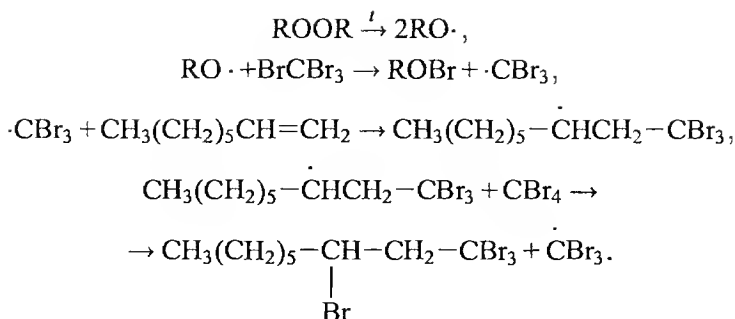 ROOR →t 2RO·,
RO·+BrCBr₃ → ROBr + ·CBr₃,
·CBr₃ + CH₃(CH₂)₅CH=CH₂ → CH₃(CH₂)₅−ĊHCH₂−CBr₃,
CH₃(CH₂)₅−ĊHCH₂−CBr₃ + CBr₄ →
→ CH₃(CH₂)₅−CH−CH₂−CBr₃ + ĊBr₃.
|
Br